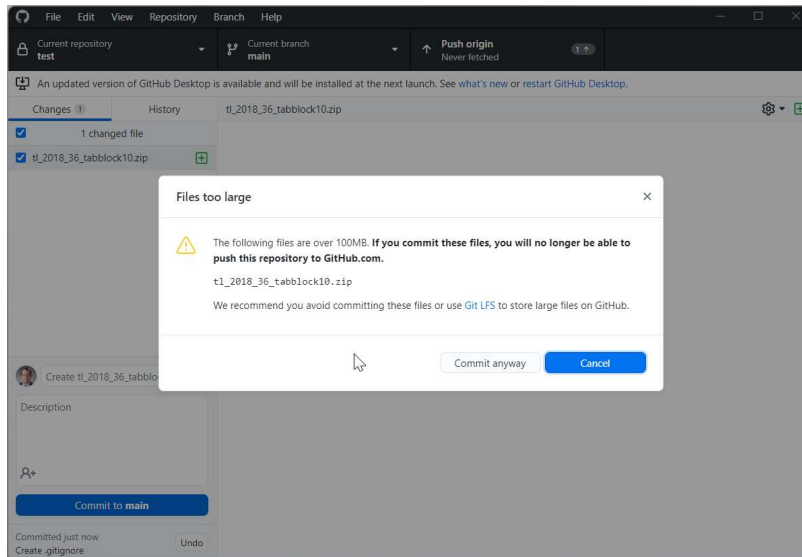 File Edit View Repository Branch Help
Current repository
test
Current branch
main
Push origin
Never fetched
1
An updated version of GitHub Desktop is available and will be installed at the next launch. See what's new or restart GitHub Desktop.
Changes 1
History
tl_2018_36_tabblock10.zip
1 changed file
tl_2018_36_tabblock10.zip
Files too large
The following files are over 100MB. If you commit these files, you will no longer be able to
push this repository to GitHub.com.
tl_2018_36_tabblock10.zip
We recommend you avoid committing these files or use Git LFS to store large files on GitHub.
Commit anyway
Cancel
Create tl_2018_36_tabblo
Description
Commit to main
Committed just now
Create .gitignore
Undo